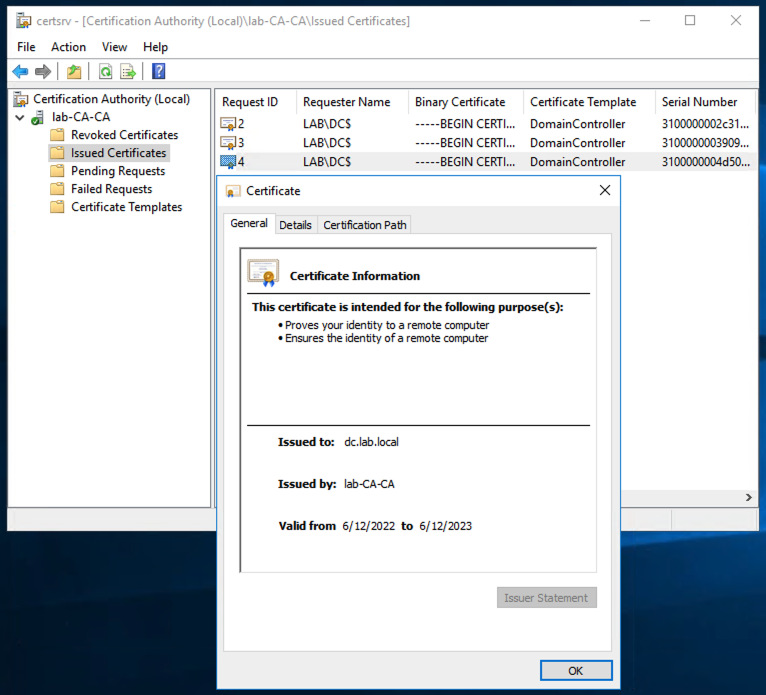 certsrv - [Certification Authority (Local)\lab-CA-CA\Issued Certificates]
File Action View Help
Certification Authority (Local)
lab-CA-CA
Revoked Certificates
Issued Certificates
Pending Requests
Failed Requests
Certificate Templates
Request ID Requester Name Binary Certificate Certificate Template Serial Number
2 LAB\DC$ -----BEGIN CERTI... DomainController 3100000002c31...
3 LAB\DC$ -----BEGIN CERTI... DomainController 3100000003909...
4 LAB\DC$ -----BEGIN CERTI... DomainController 3100000004d50...
Certificate
General Details Certification Path
Certificate Information
This certificate is intended for the following purpose(s):
• Proves your identity to a remote computer
• Ensures the identity of a remote computer
Issued to: dc.lab.local
Issued by: lab-CA-CA
Valid from 6/12/2022 to 6/12/2023
Issuer Statement
OK